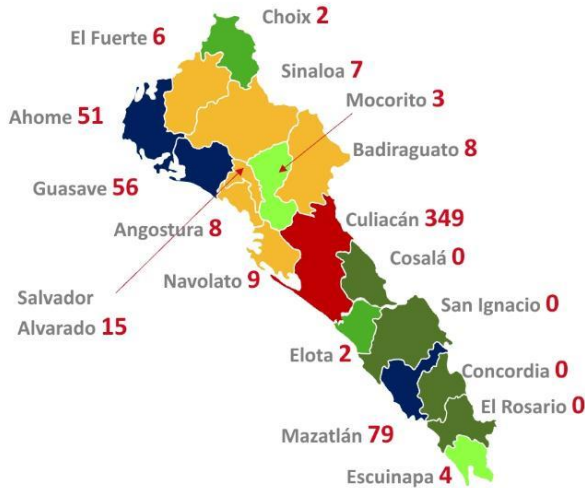 Choix 2
El Fuerte 6
Sinaloa 7
Mocorito 3
Ahome 51
Badiraguato 8
Guasave 56
Angostura 8
Culiacán 349
Cosalá 0
Navolato 9
Salvador
Alvarado 15
San Ignacio 0
Elota 2
Concordia 0
El Rosario 0
Mazatlán 79
Escuinapa 4